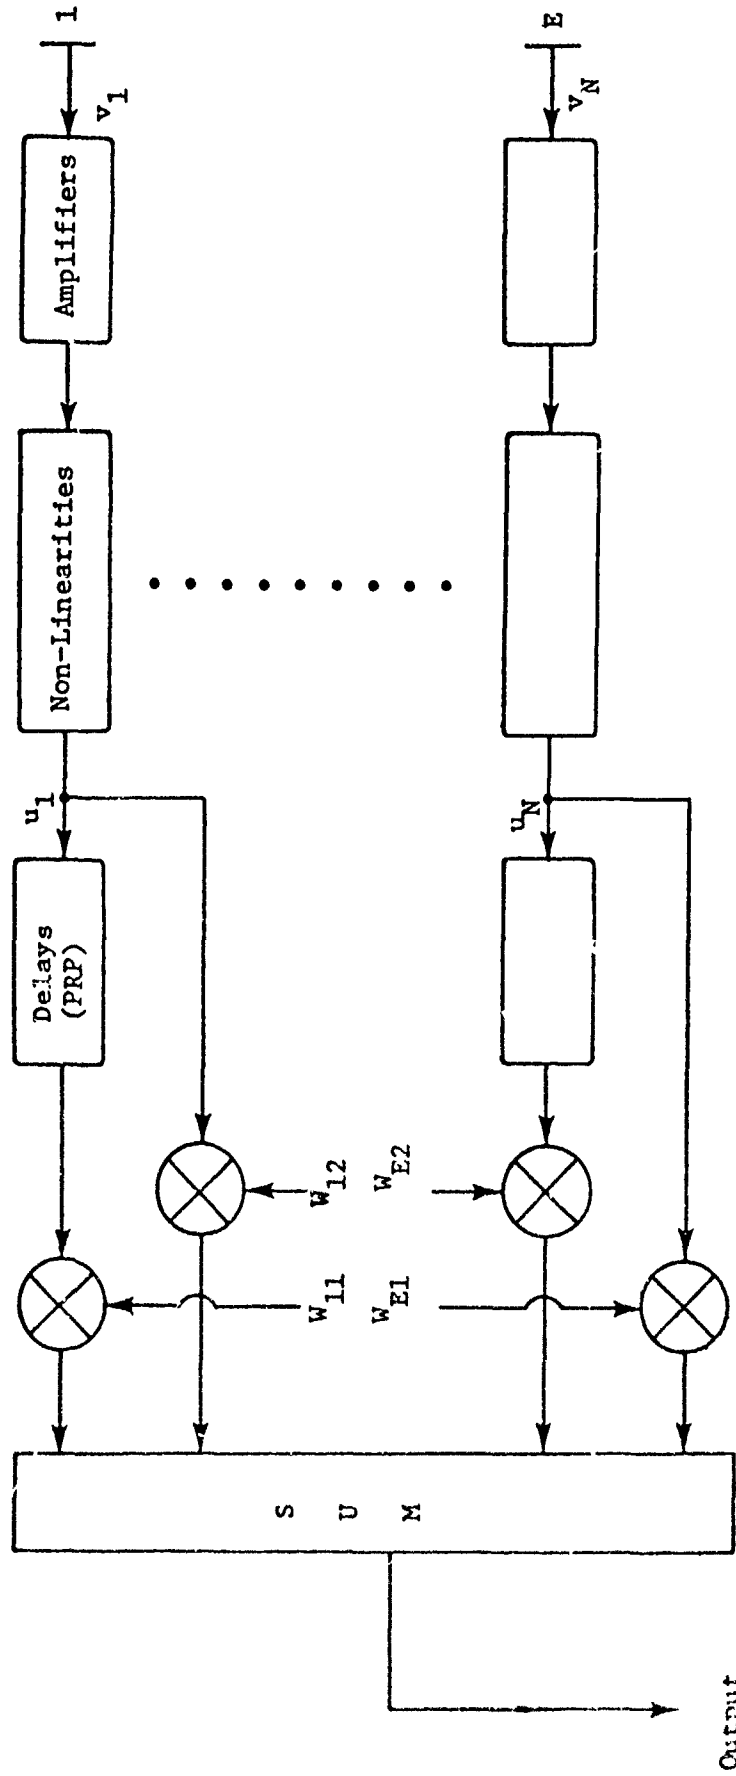 1
E
v1
vN
Amplifiers
Non-Linearities
u1
uN
Delays
(PRP)
W12
WE2
W11
WE1
S U M
Output